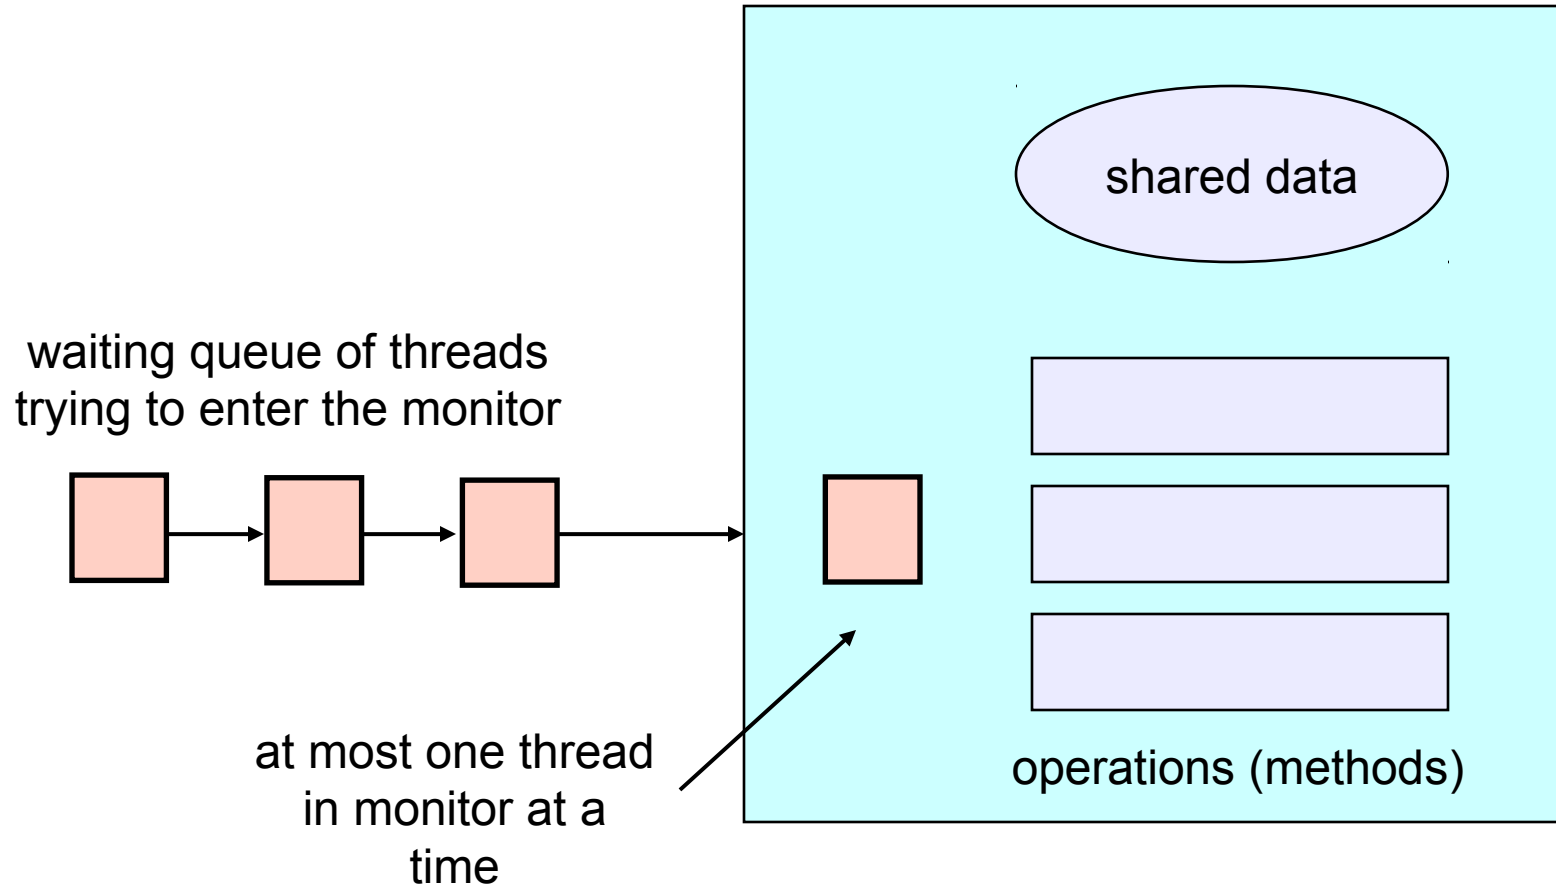 shared data
waiting queue of threads
trying to enter the monitor
at most one thread
in monitor at a
time
operations (methods)